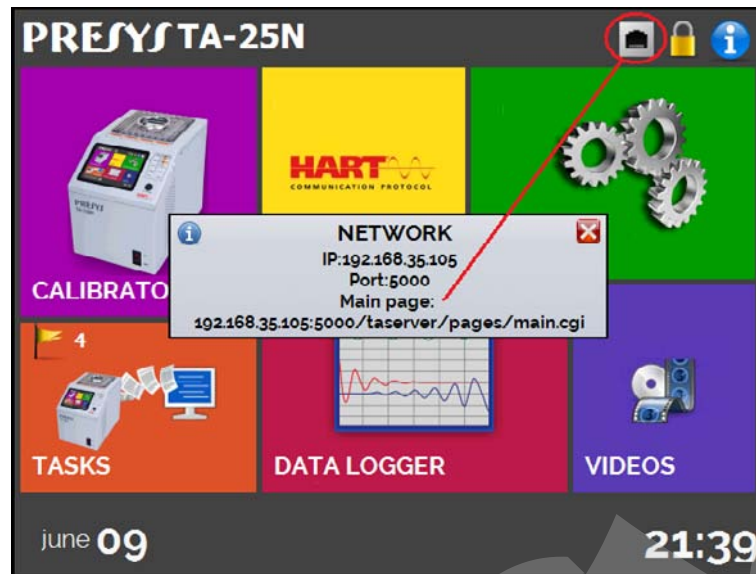 PRESYS TA-25N
HART
COMMUNICATION PROTOCOL
PRESYS
NETWORK
IP:192.168.35.105
Port:5000
Main page:
192.168.35.105:5000/taserver/pages/main.cgi
CALIBRATO
4
TASKS
DATA LOGGER
VIDEOS
june 09
21:39